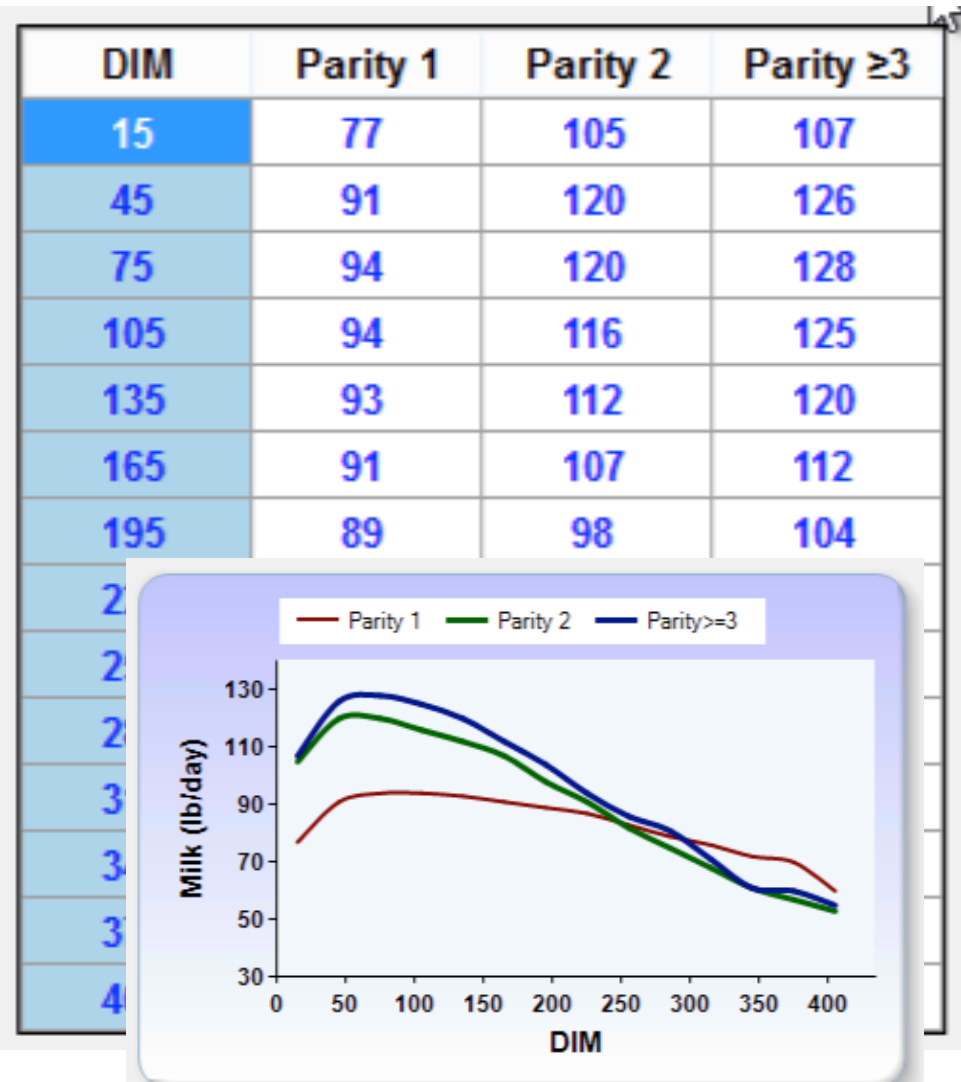 DIM Parity 1 Parity 2 Parity ≥3
15 77 105 107
45 91 120 126
75 94 120 128
105 94 116 125
135 93 112 120
165 91 107 112
195 89 98 104
Parity 1 Parity 2 Parity>=3
130
110
90
70
50
30
Milk (lb/day)
0 50 100 150 200 250 300 350 400
DIM